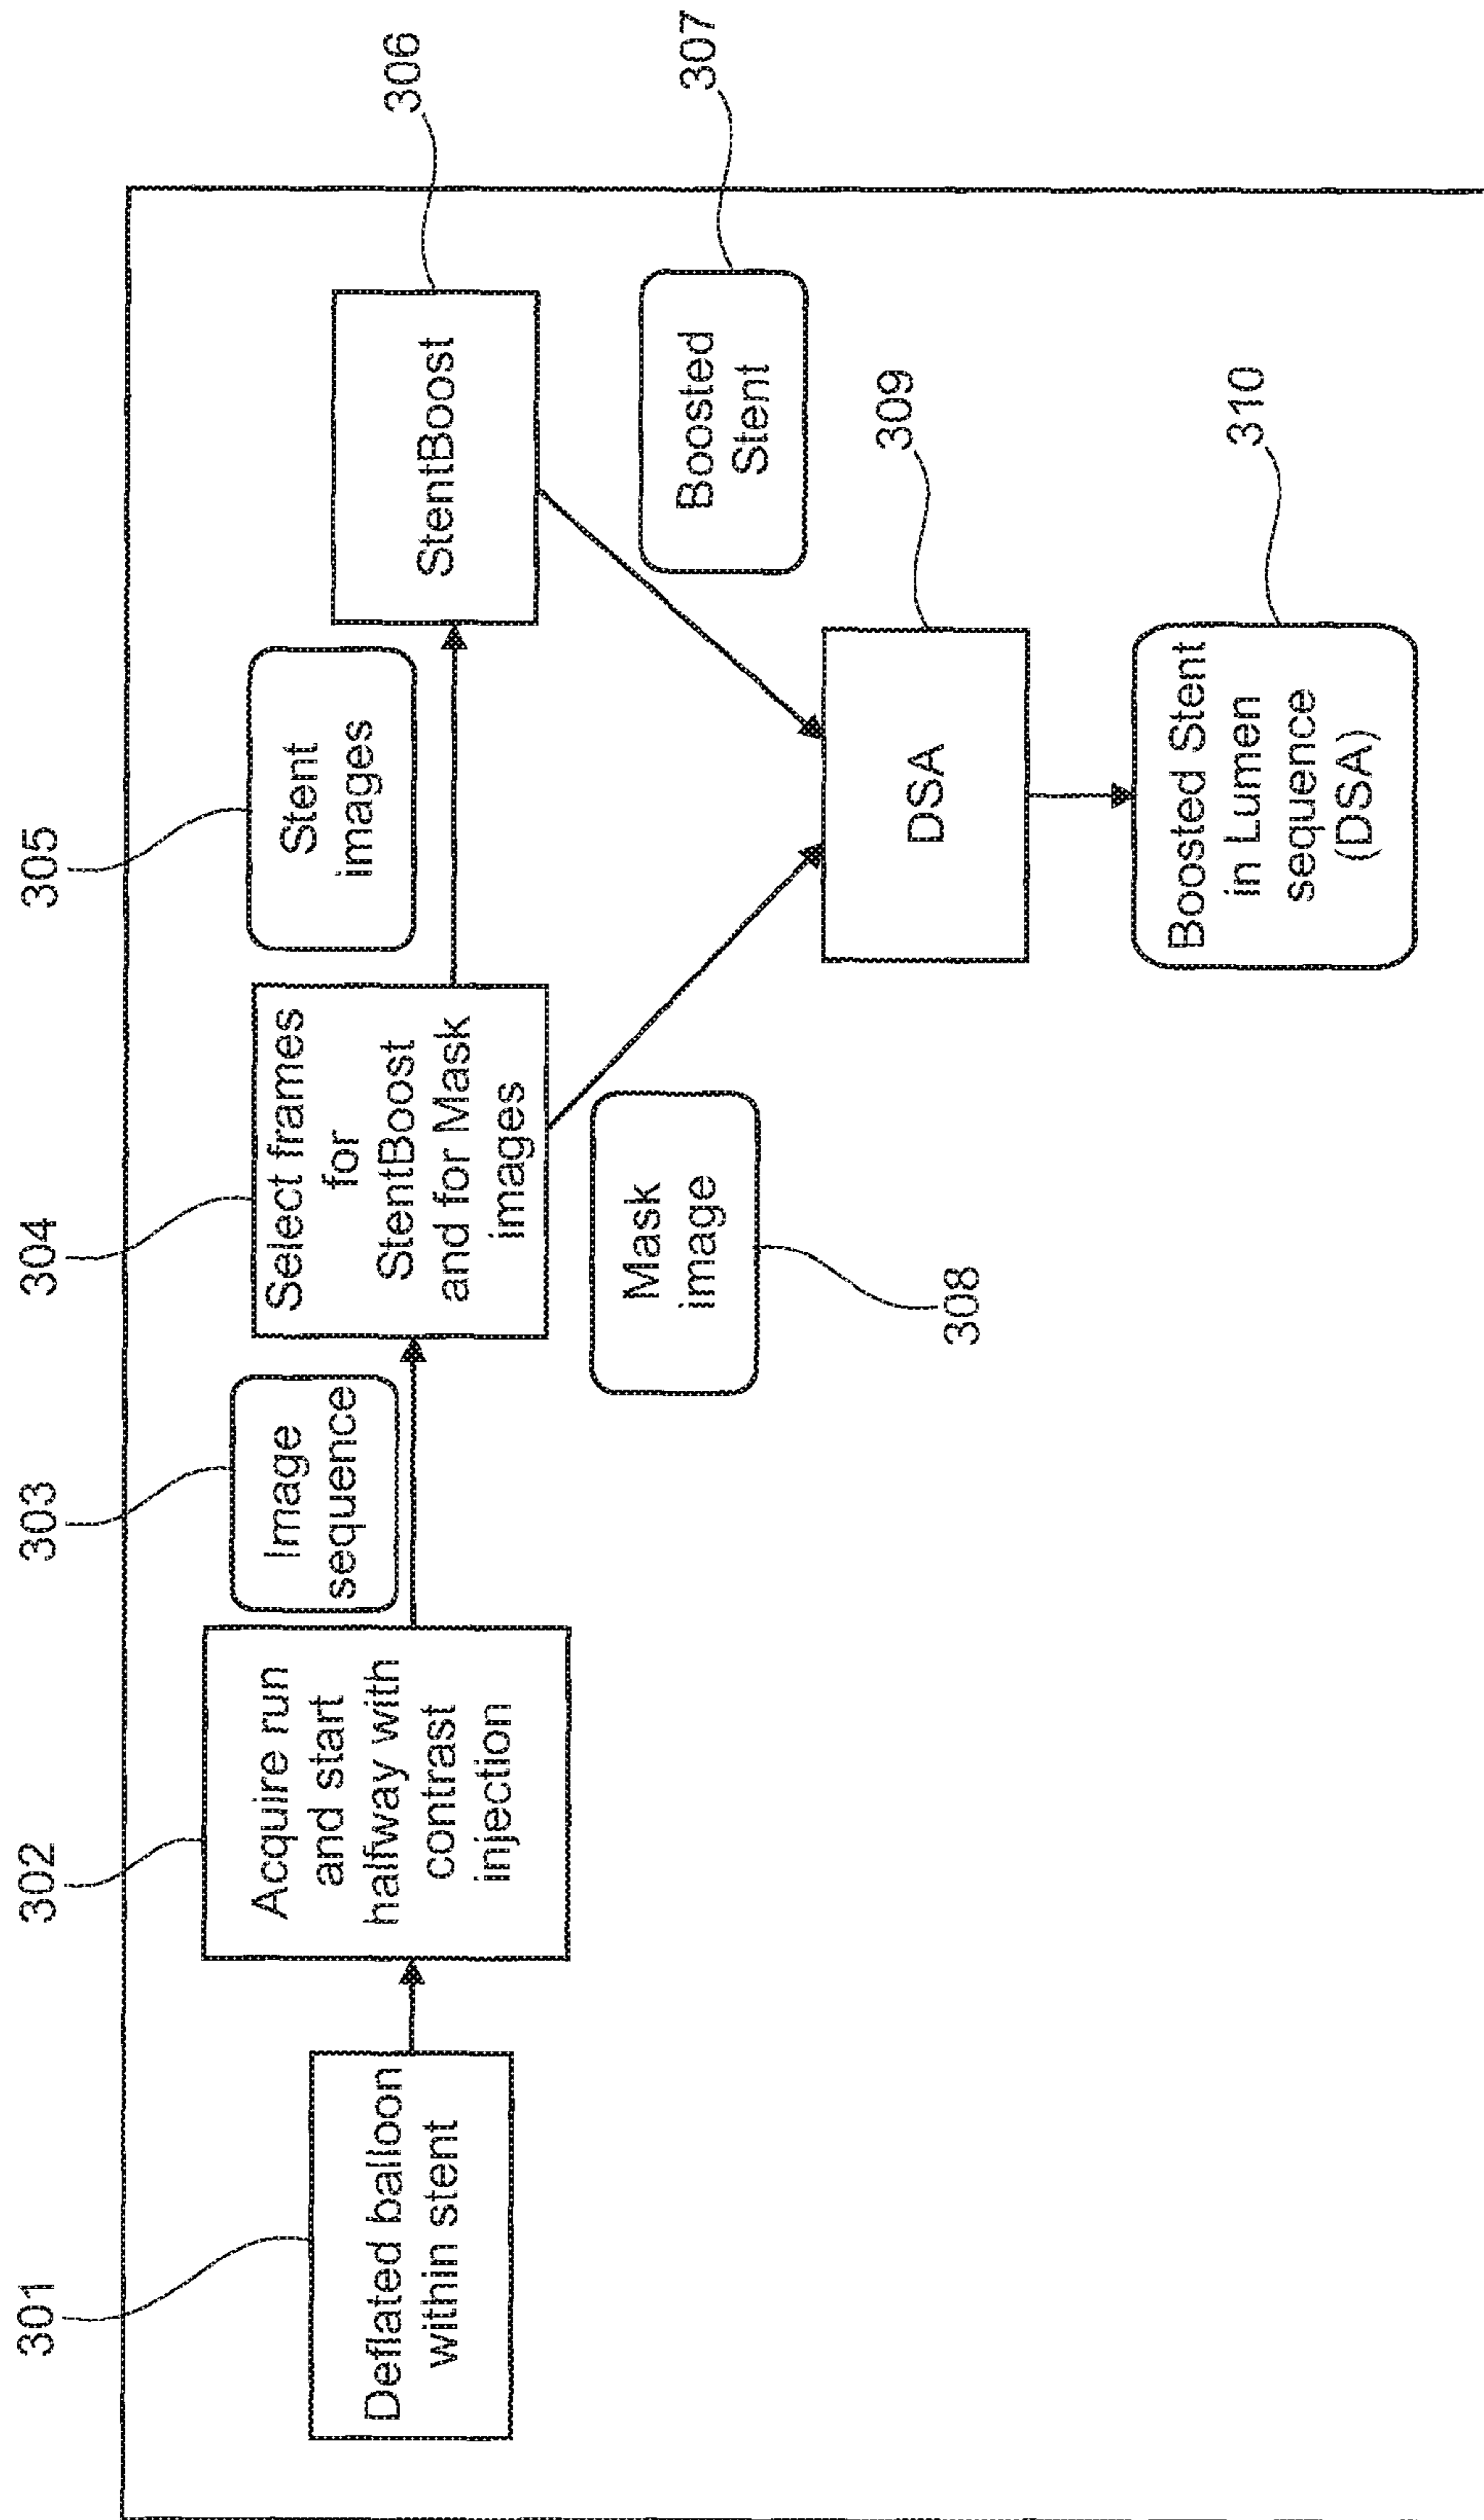 301
302
303
304
305
306
307
Deflated balloon
within stent
Acquire run
and start
halfway with
contrast
injection
Image
sequence
Select frames
for
StentBoost
and for Mask
images
Stent
images
StentBoost
Boosted
Stent
Mask
image
308
DSA
309
Boosted Stent
in Lumen
sequence
(DSA)
310